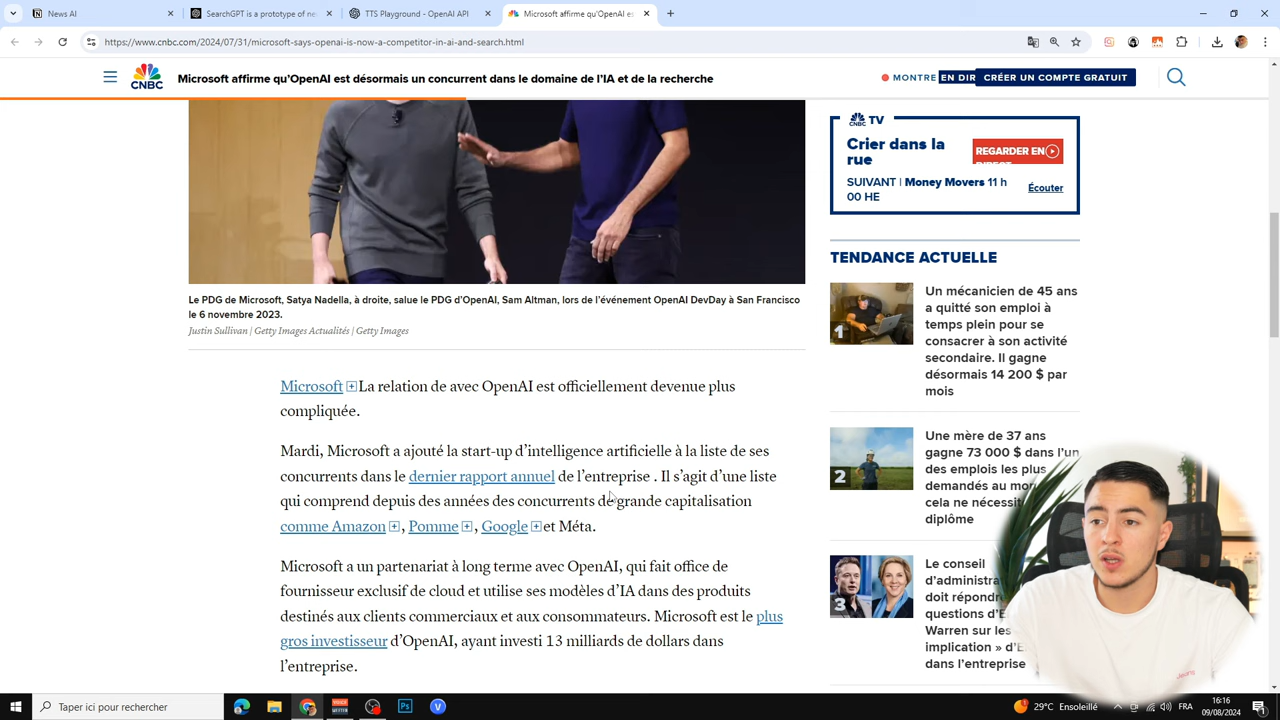 News AI
SearchGPT is a prototype of ne
TTS Playground - OpenAI API
Microsoft affirme qu'OpenAI es
https://www.cnbc.com/2024/07/31/microsoft-says-openai-is-now-a-competitor-in-ai-and-search.html
CNBC
Microsoft affirme qu'OpenAI est désormais un concurrent dans le domaine de l'IA et de la recherche
MONTRE EN DIR
CRÉER UN COMPTE GRATUIT
Le PDG de Microsoft, Satya Nadella, à droite, salue le PDG d'OpenAI, Sam Altman, lors de l'événement OpenAI DevDay à San Francisco
le 6 novembre 2023.
Justin Sullivan | Getty Images Actualités | Getty Images
Microsoft La relation de avec OpenAI est officiellement devenue plus
compliquée.
Mardi, Microsoft a ajouté la start-up d'intelligence artificielle à la liste de ses
concurrents dans le dernier rapport annuel de l'entreprise . Il s'agit d'une liste
qui comprend depuis des années des concurrents de grande capitalisation
comme Amazon , Pomme , Google et Méta.
Microsoft a un partenariat à long terme avec OpenAI, qui fait office de
fournisseur exclusif de cloud et utilise ses modèles d'IA dans des produits
destinés aux clients commerciaux et aux consommateurs. Microsoft est le plus
gros investisseur d'OpenAI, ayant investi 13 milliards de dollars dans
l'entreprise.
CNBC TV
Crier dans la
rue
REGARDER EN
DIRECT
SUIVANT | Money Movers 11 h
00 HE
Écouter
TENDANCE ACTUELLE
1
Un mécanicien de 45 ans
a quitté son emploi à
temps plein pour se
consacrer à son activité
secondaire. Il gagne
désormais 14 200 $ par
mois
2
Une mère de 37 ans
gagne 73 000 $ dans l'un
des emplois les plus
demandés au mon
cela ne nécessit
diplôme
3
Le conseil
d'administra
doit répondr
questions d'E
Warren sur les
implication » d'E
dans l'entreprise
Jeans
Taper ici pour rechercher
Ps
V
29°C Ensoleillé
FRA
16:16
09/08/2024
1